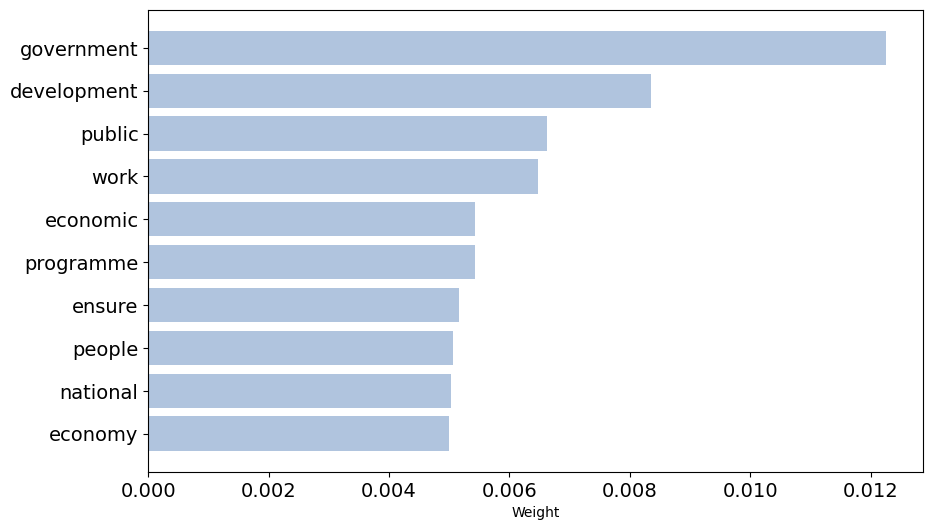 government
development
public
work
economic
programme
ensure
people
national
economy
0.000 0.002 0.004 0.006 0.008 0.010 0.012
Weight